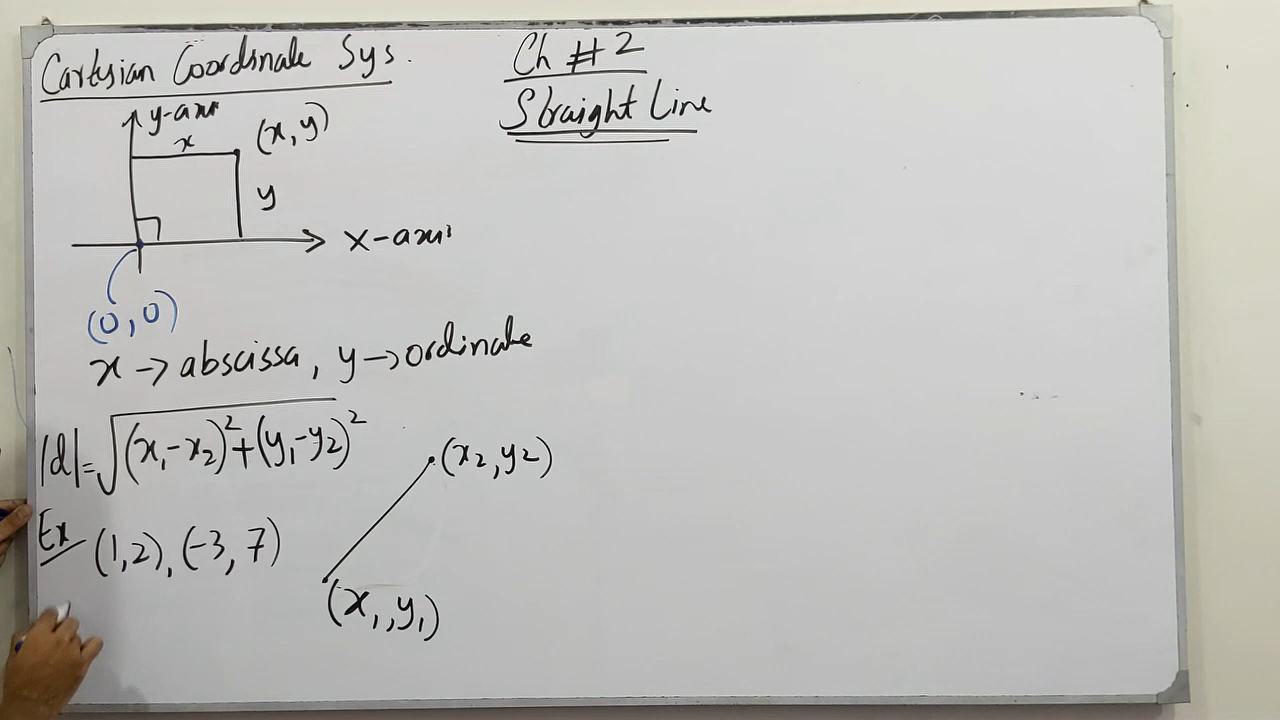 Cartesian Coordinate Sys.
Ch # 2
Straight Line
y-axis
x
(x, y)
y
x-axis
(0, 0)
x → abscissa, y → ordinate
|d| = √(x₁-x₂)² + (y₁-y₂)²
(x₂, y₂)
Ex (1,2), (-3, 7)
(x₁, y₁)